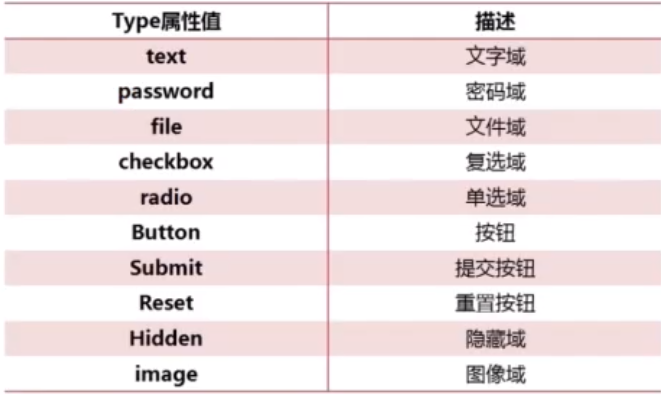 Type属性值 描述
text 文字域
password 密码域
file 文件域
checkbox 复选域
radio 单选域
Button 按钮
Submit 提交按钮
Reset 重置按钮
Hidden 隐藏域
image 图像域